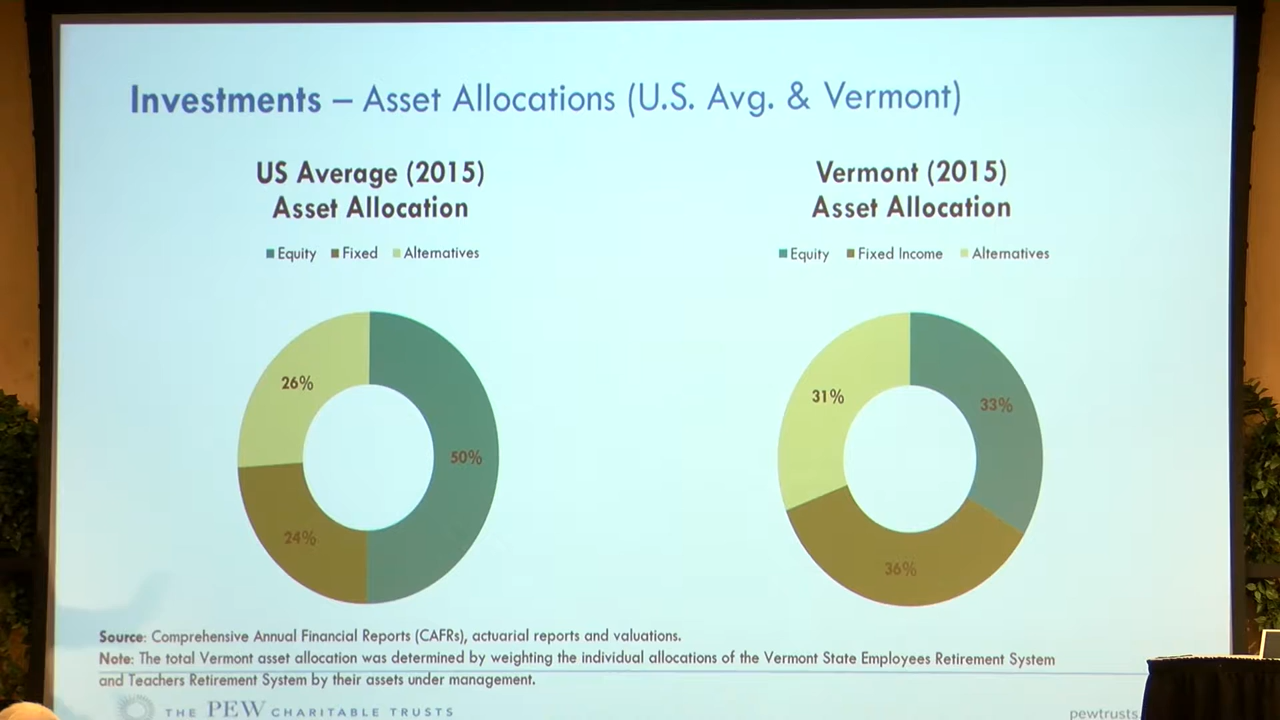 Investments – Asset Allocations (U.S. Avg. & Vermont)
US Average (2015)
Asset Allocation
Equity Fixed Alternatives
26%
50%
24%
Vermont (2015)
Asset Allocation
Equity Fixed Income Alternatives
31%
33%
36%
Source: Comprehensive Annual Financial Reports (CAFRs), actuarial reports and valuations.
Note: The total Vermont asset allocation was determined by weighting the individual allocations of the Vermont State Employees Retirement System
and Teachers Retirement System by their assets under management.
THE PEW CHARITABLE TRUSTS
pewtrusts.